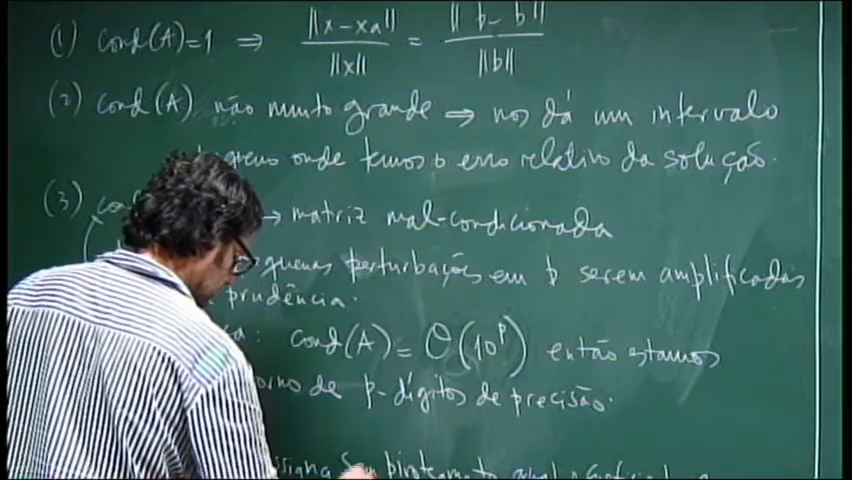 (1) cond(A)=1 ⇒ ||x-xa|| / ||x|| = ||b-b|| / ||b||
(2) cond(A) não muito grande ⇒ nos dá um intervalo
onde temos o erro relativo da solução.
(3) → matriz mal-condicionada
perturbações em b serem amplificadas
prudência.
cond(A) = O(10^p) então estamos
de p-dígitos de precisão.